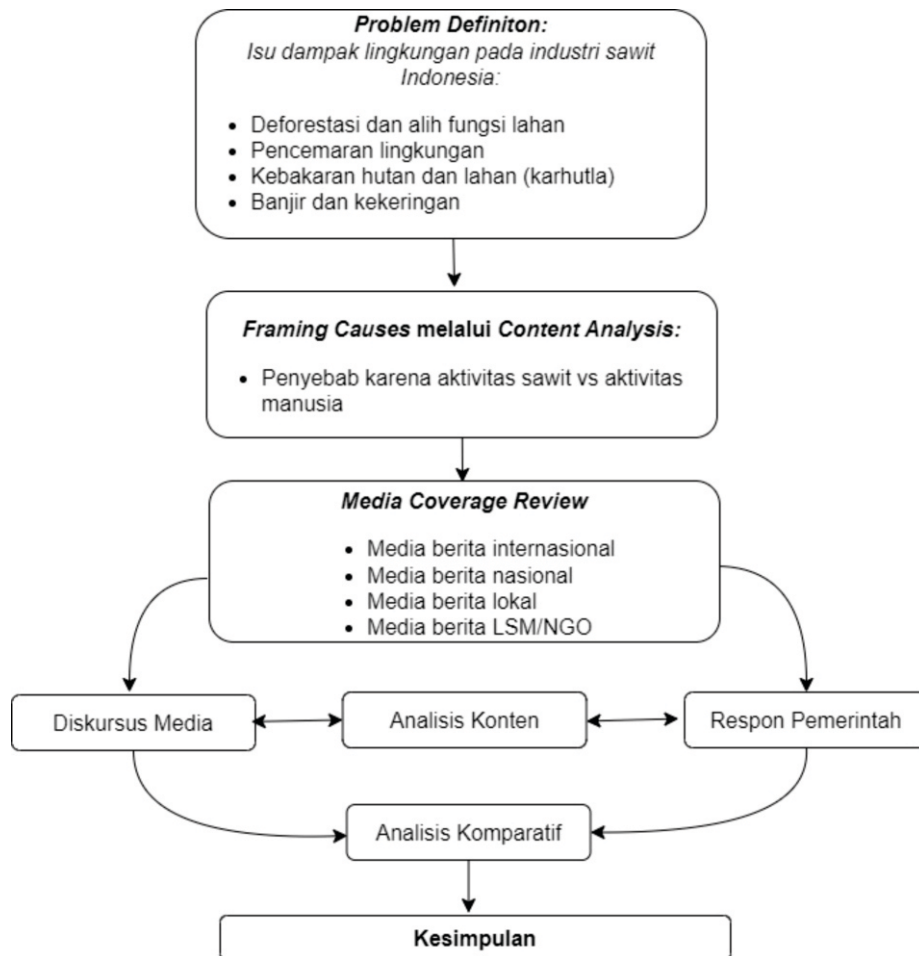 Problem Definiton:
Isu dampak lingkungan pada industri sawit
Indonesia:
• Deforestasi dan alih fungsi lahan
• Pencemaran lingkungan
• Kebakaran hutan dan lahan (karhutla)
• Banjir dan kekeringan
Framing Causes melalui Content Analysis:
• Penyebab karena aktivitas sawit vs aktivitas
manusia
Media Coverage Review
• Media berita internasional
• Media berita nasional
• Media berita lokal
• Media berita LSM/NGO
Diskursus Media
Analisis Konten
Respon Pemerintah
Analisis Komparatif
Kesimpulan